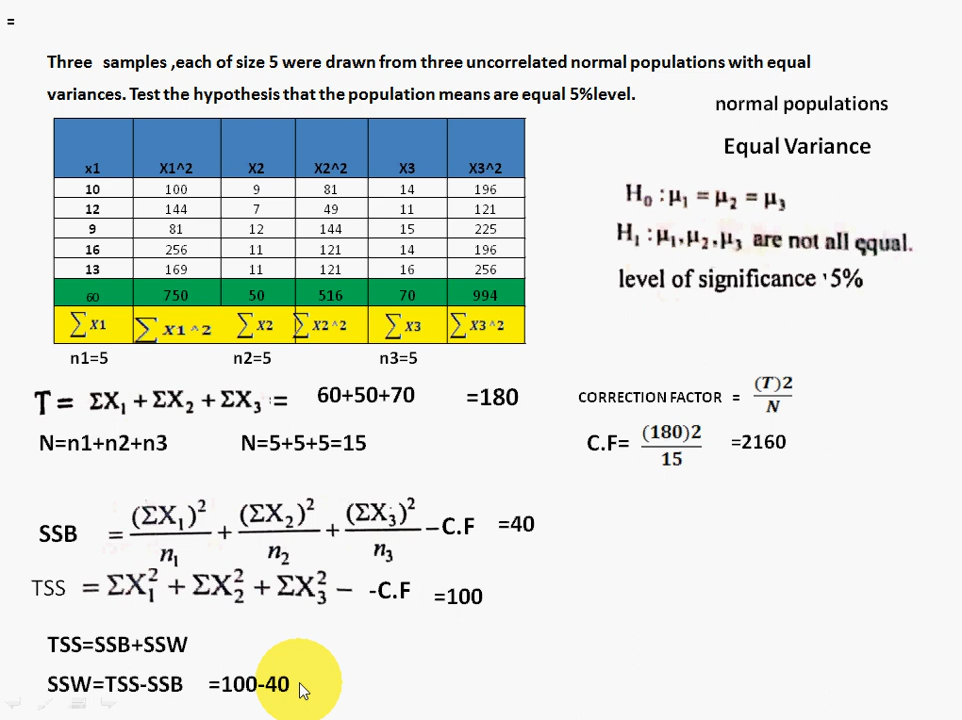 =
Three samples ,each of size 5 were drawn from three uncorrelated normal populations with equal
variances. Test the hypothesis that the population means are equal 5%level.
normal populations
Equal Variance
x1 X1^2 X2 X2^2 X3 X3^2
10 100 9 81 14 196
12 144 7 49 11 121
9 81 12 144 15 225
16 256 11 121 14 196
13 169 11 121 16 256
60 750 50 516 70 994
∑X1 ∑X1^2 ∑X2 ∑X2^2 ∑X3 ∑X3^2
n1=5 n2=5 n3=5
H₀ : μ₁ = μ₂ = μ₃
H₁ : μ₁, μ₂, μ₃ are not all equal.
level of significance '5%
T = ΣX₁ + ΣX₂ + ΣX₃ := 60+50+70 =180
CORRECTION FACTOR = (T)2/N
N=n1+n2+n3 N=5+5+5=15
C.F= (180)2/15 =2160
SSB = (ΣX₁)²/n₁ + (ΣX₂)²/n₂ + (ΣX₃)²/n₃ – C.F =40
TSS = ΣX₁² + ΣX₂² + ΣX₃² – -C.F =100
TSS=SSB+SSW
SSW=TSS-SSB =100-40